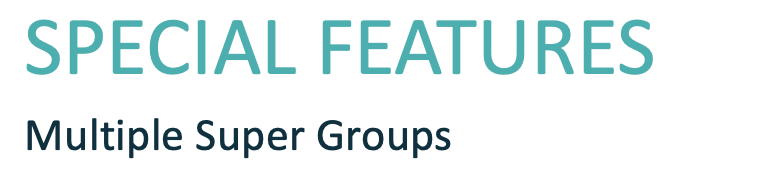 SPECIAL FEATURES
Multiple Super Groups